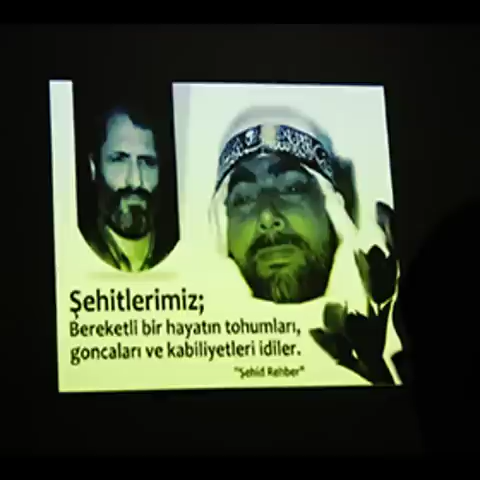 Şehitlerimiz;
Bereketli bir hayatın tohumları,
goncaları ve kabiliyetleri idiler.
"Şehid Rehber"